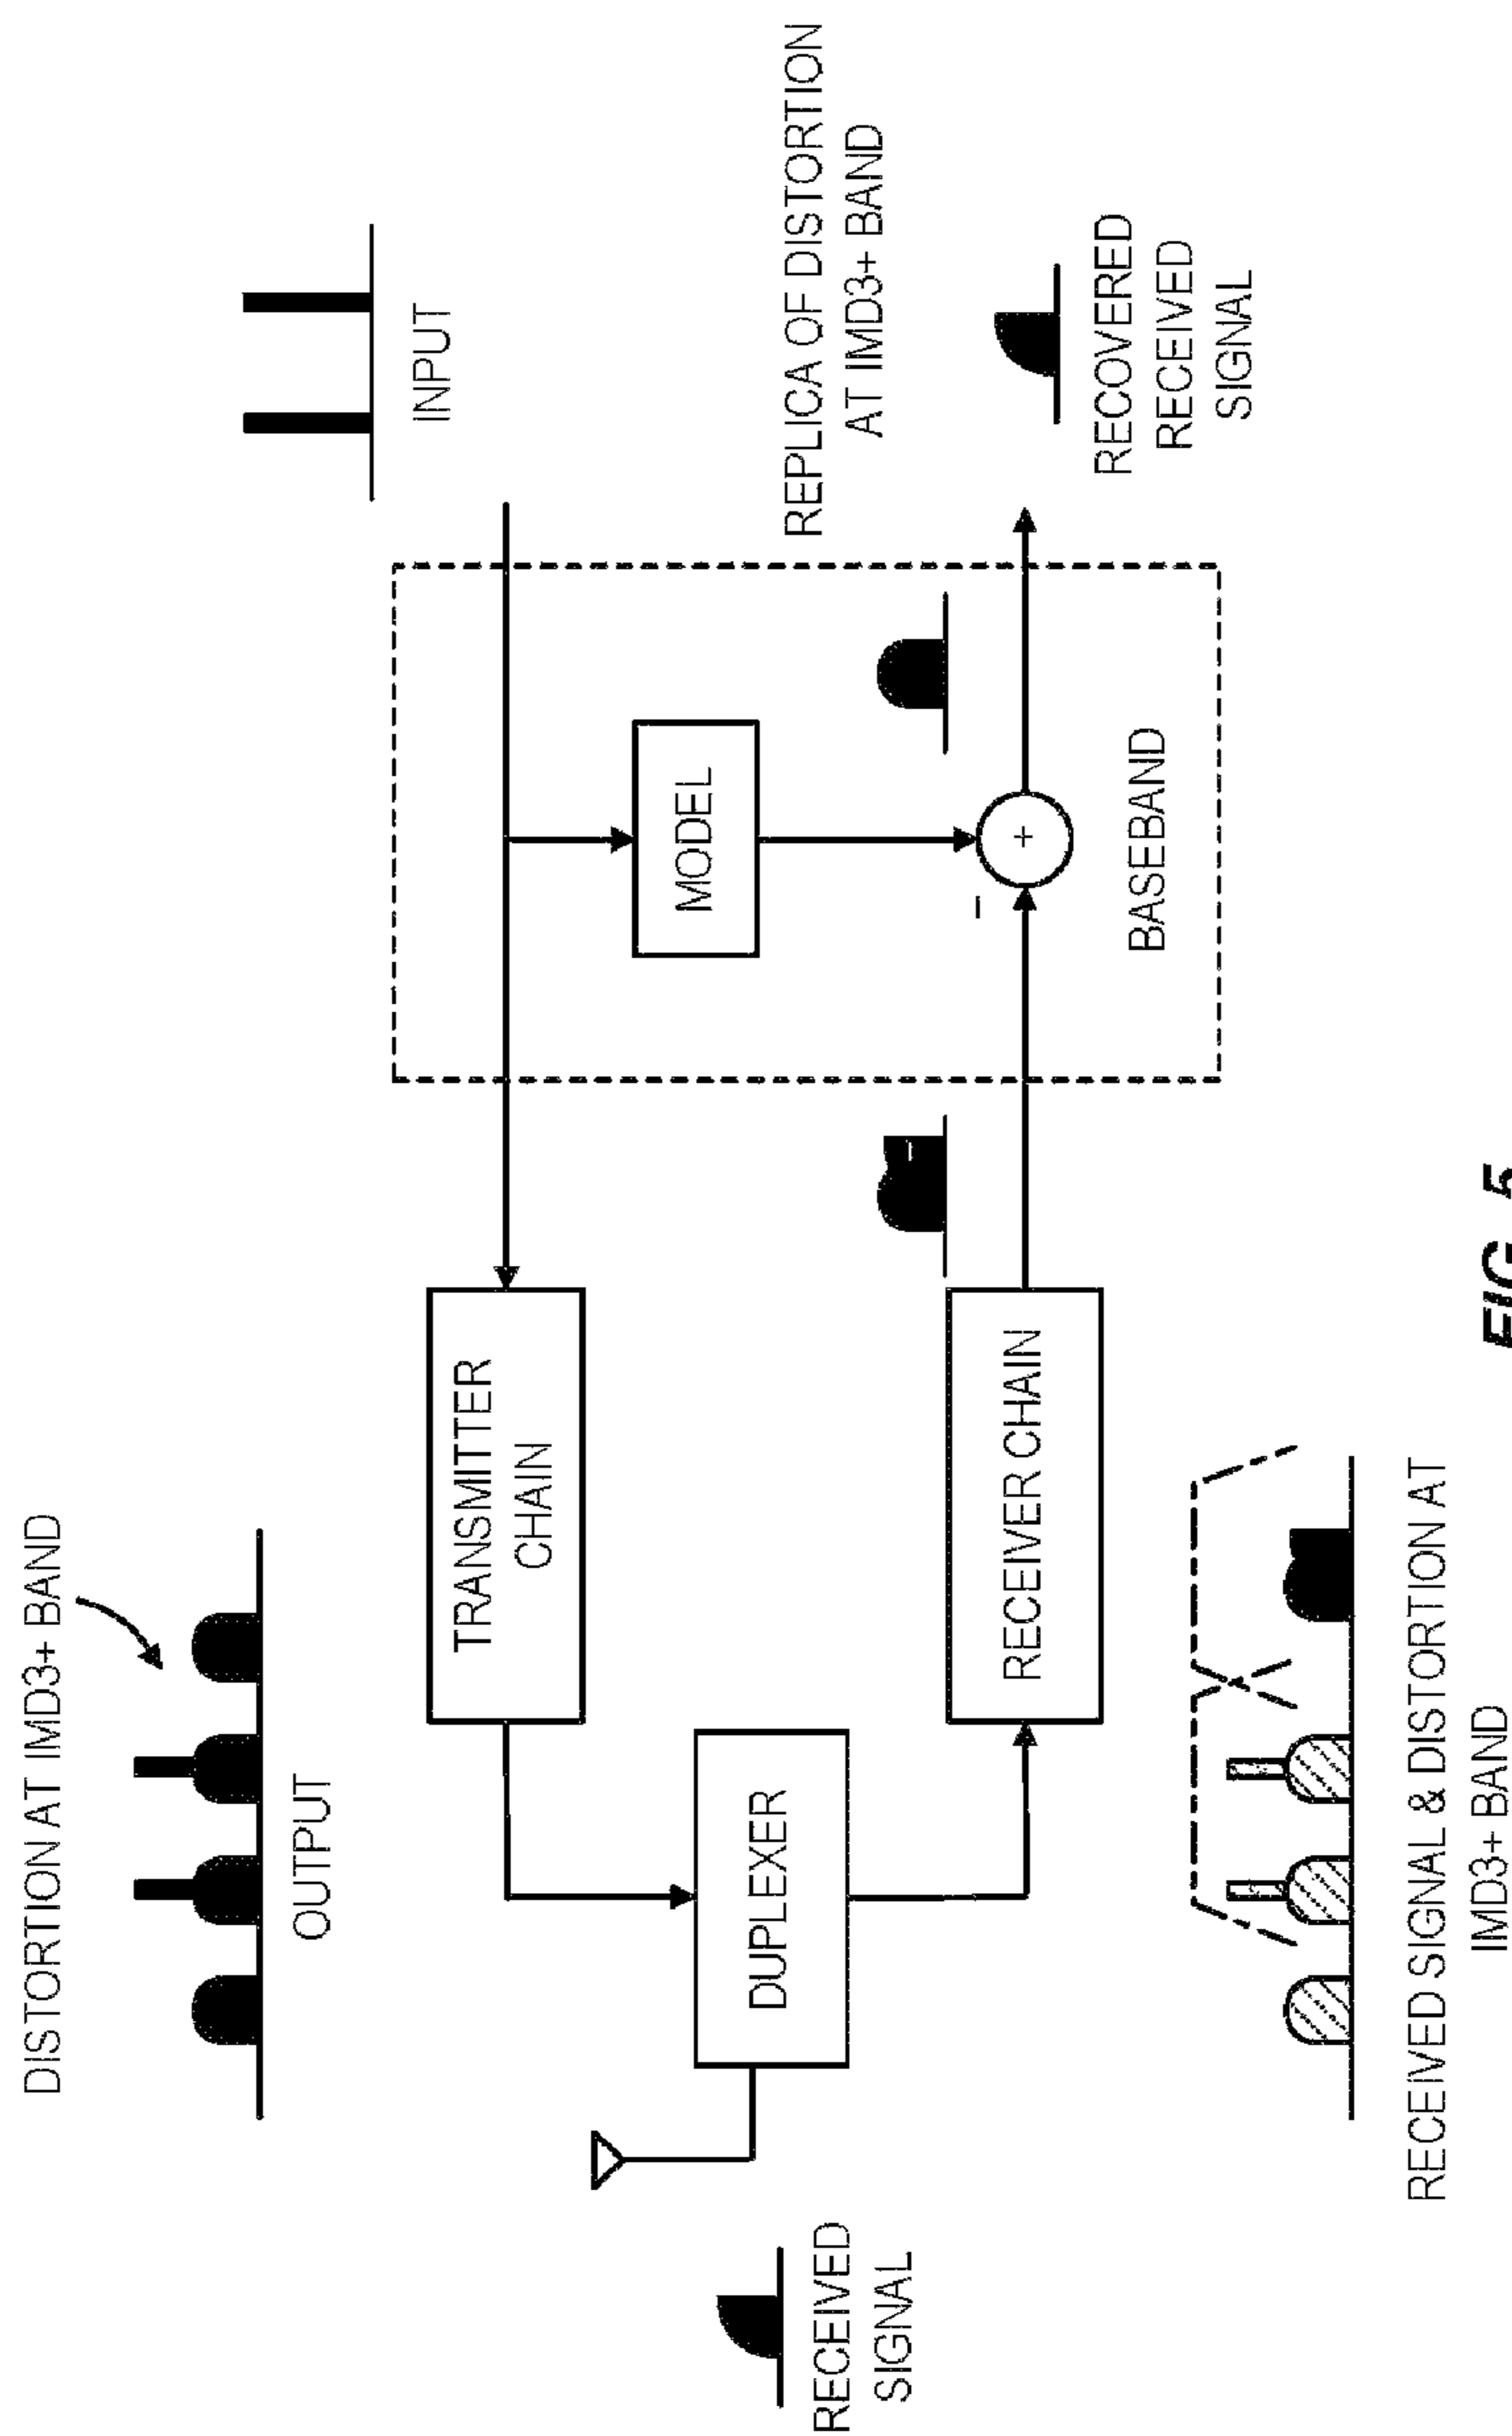 DISTORTION AT IMD3+ BAND
OUTPUT
INPUT
TRANSMITTER
CHAIN
MODEL
REPLICA OF DISTORTION
AT IMD3+ BAND
DUPLEXER
RECEIVED
SIGNAL
RECEIVER CHAIN
+
–
BASEBAND
RECOVERED
RECEIVED
SIGNAL
RECEIVED SIGNAL & DISTORTION AT
IMD3+ BAND
FIG. 5